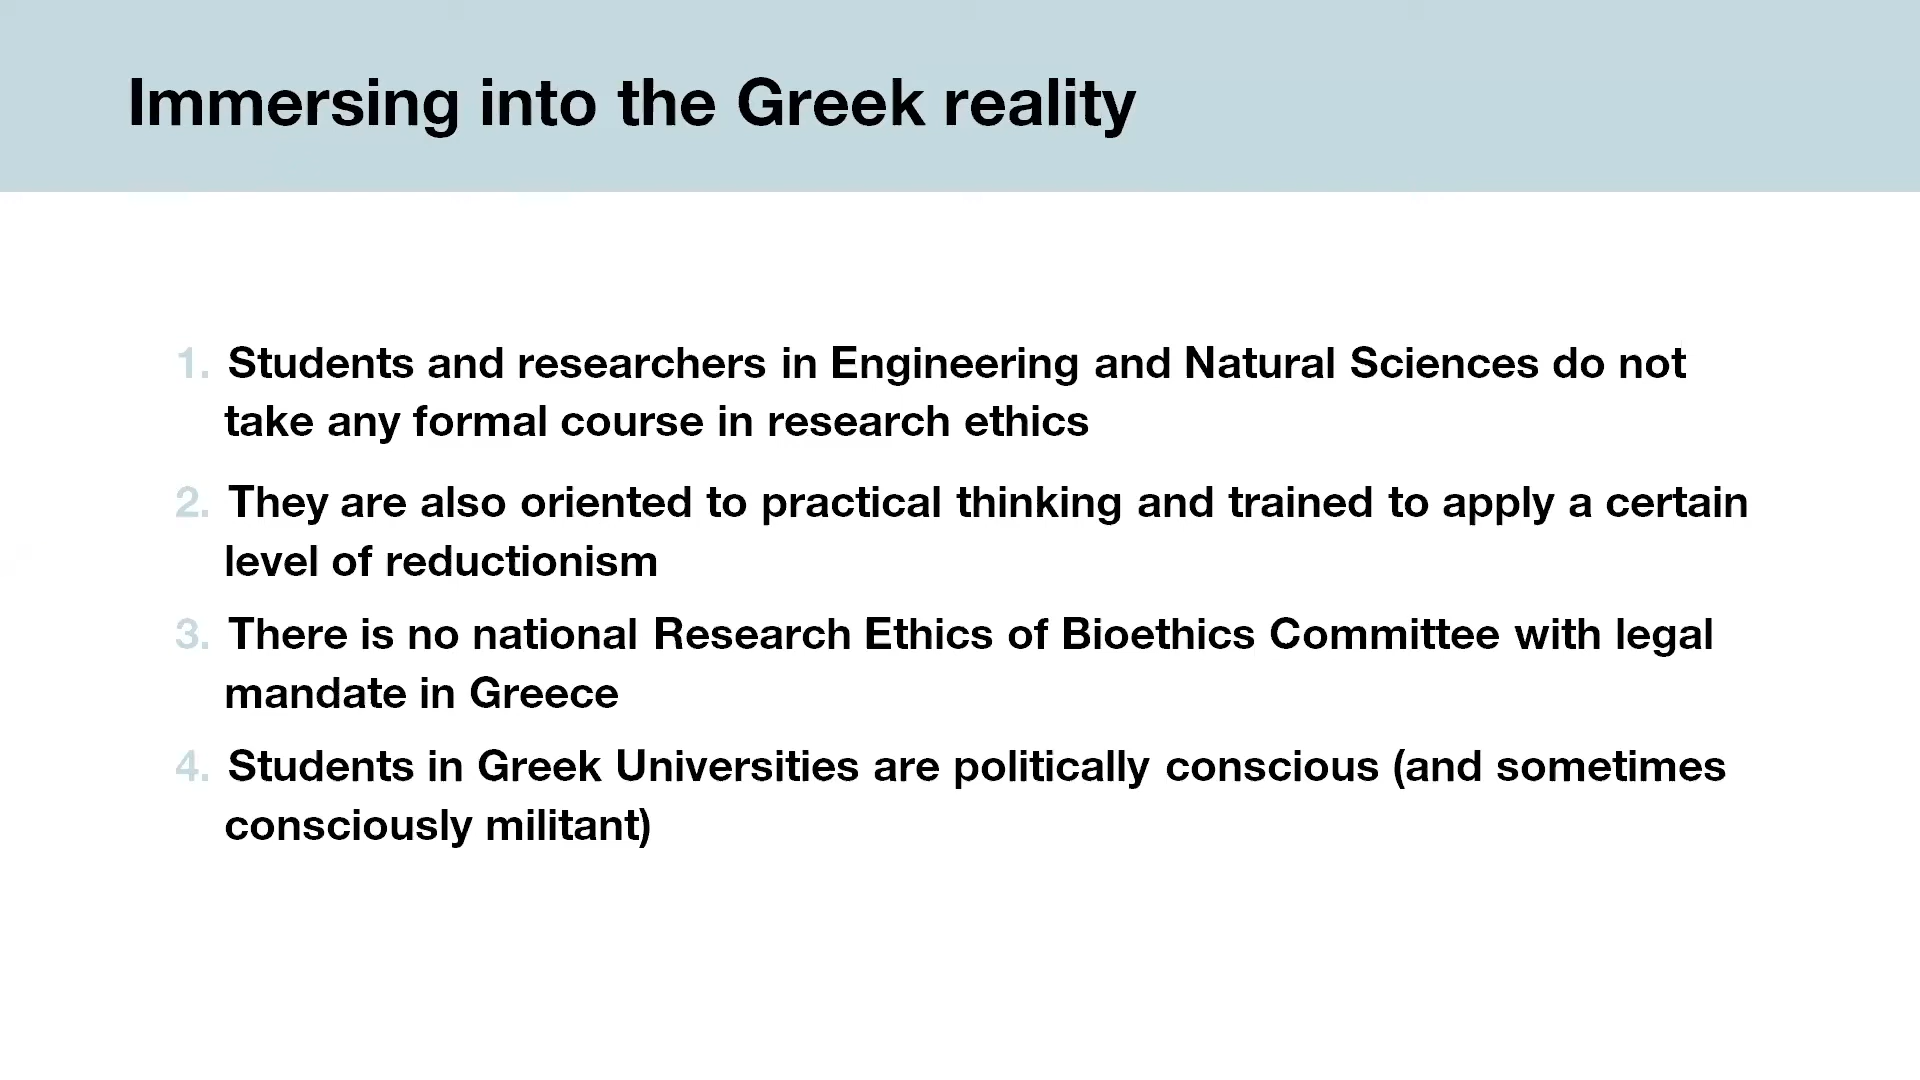 Immersing into the Greek reality
1. Students and researchers in Engineering and Natural Sciences do not
take any formal course in research ethics
2. They are also oriented to practical thinking and trained to apply a certain
level of reductionism
3. There is no national Research Ethics of Bioethics Committee with legal
mandate in Greece
4. Students in Greek Universities are politically conscious (and sometimes
consciously militant)